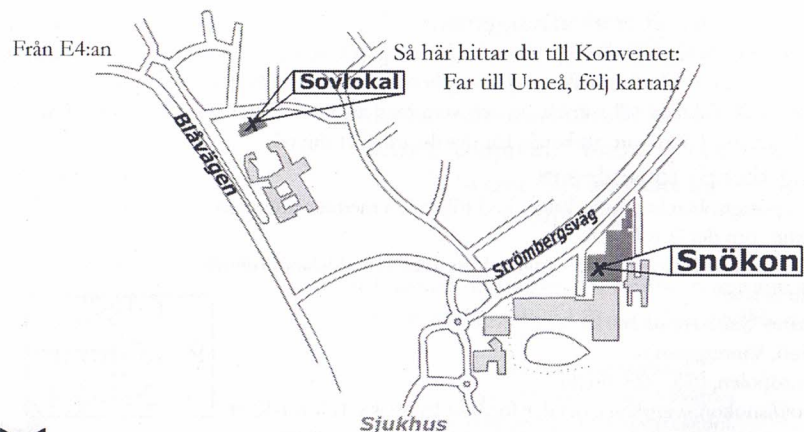 Från E4:an
Så här hittar du till Konventet:
Far till Umeå, följ kartan:
Sovlokal
Blåvägen
Strömbergsväg
Snökon
Sjukhus